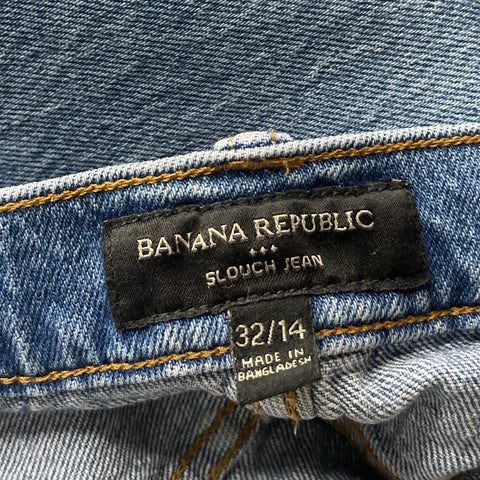 BANANA REPUBLIC
SLOUCH JEAN
32/14
MADE IN
BANGLADESH